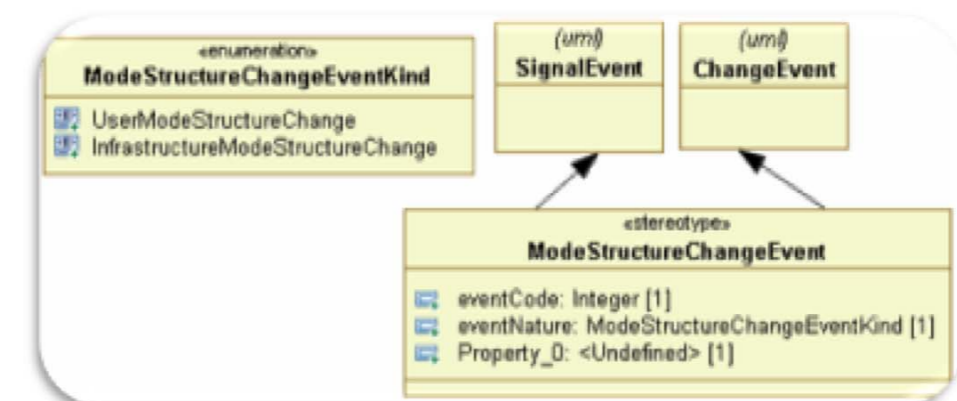 «enumeration»
ModeStructureChangeEventKind
UserModeStructureChange
InfrastructureModeStructureChange
(uml)
SignalEvent
(uml)
ChangeEvent
«stereotype»
ModeStructureChangeEvent
eventCode: Integer [1]
eventNature: ModeStructureChangeEventKind [1]
Property_0: <Undefined> [1]